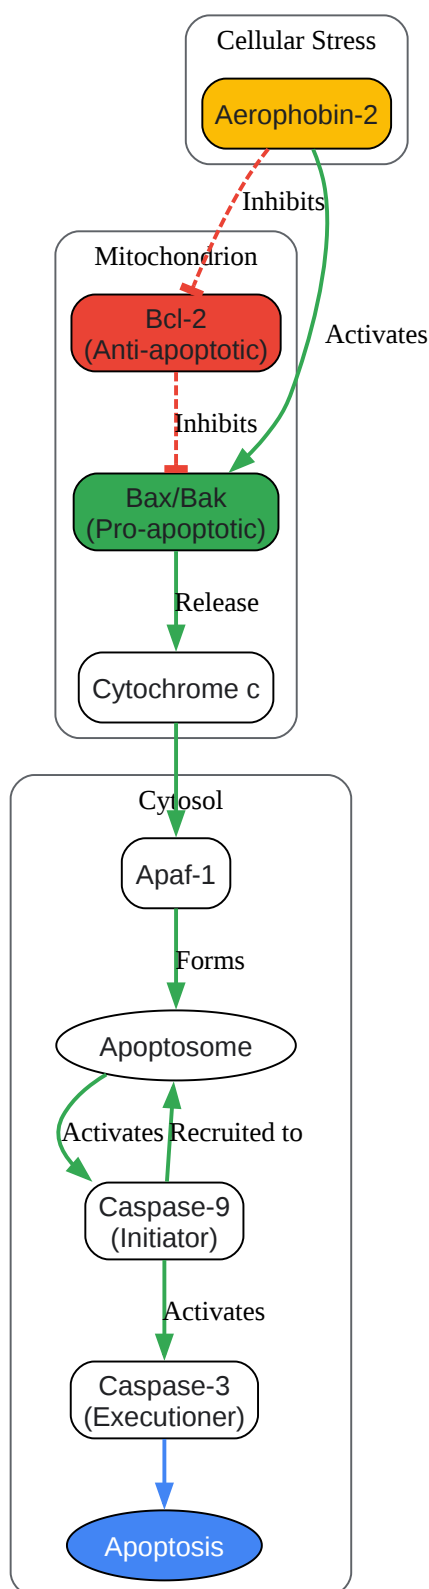 Cellular Stress
Aerophobin-2
Inhibits
Mitochondrion
Bcl-2
(Anti-apoptotic)
Activates
Inhibits
Bax/Bak
(Pro-apoptotic)
Release
Cytochrome c
Cytosol
Apaf-1
Forms
Apoptosome
Activates
Recruited to
Caspase-9
(Initiator)
Activates
Caspase-3
(Executioner)
Apoptosis